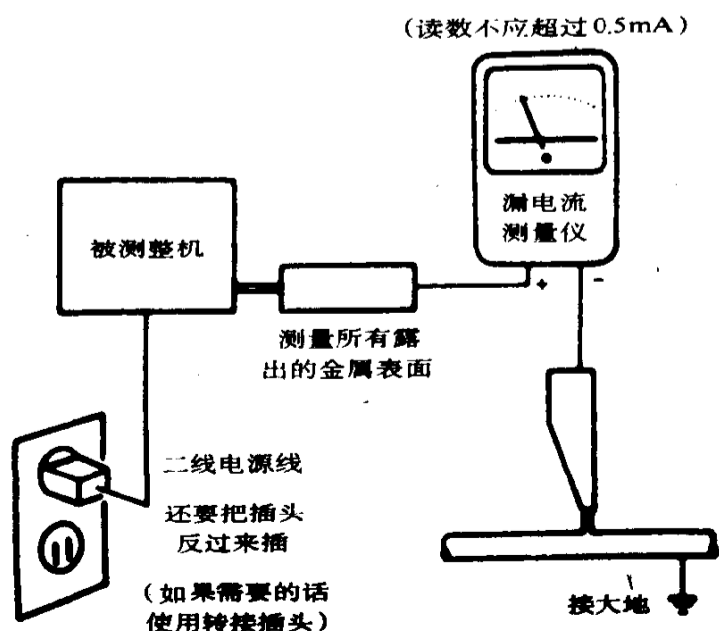 (读数不应超过0.5mA)
漏电流
测量仪
被测整机
+ -
测量所有露
出的金属表面
二线电源线
还要把插头
反过来插
(如果需要的话
使用转接插头)
接大地